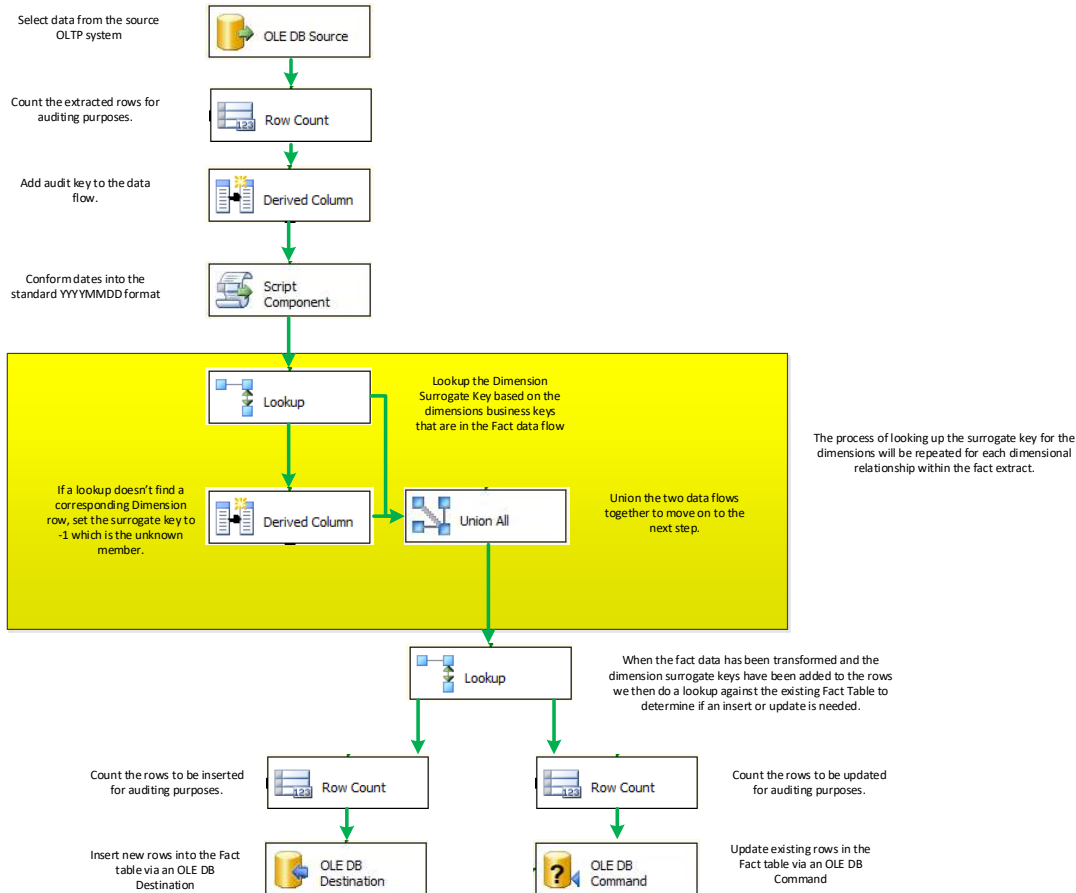 Select data from the source
OLTP system
OLE DB Source
Count the extracted rows for
auditing purposes.
123
Row Count
Add audit key to the data
flow.
Derived Column
Conform dates into the
standard YYYYMMDD format
Script
Component
Lookup
Lookup the Dimension
Surrogate Key based on the
dimensions business keys
that are in the Fact data flow
The process of looking up the surrogate key for the
dimensions will be repeated for each dimensional
relationship within the fact extract.
If a lookup doesn't find a
corresponding Dimension
row, set the surrogate key to
-1 which is the unknown
member.
Derived Column
Union All
Union the two data flows
together to move on to the
next step.
Lookup
When the fact data has been transformed and the
dimension surrogate keys have been added to the rows
we then do a lookup against the existing Fact Table to
determine if an insert or update is needed.
Count the rows to be inserted
for auditing purposes.
123
Row Count
123
Row Count
Count the rows to be updated
for auditing purposes.
Insert new rows into the Fact
table via an OLE DB
Destination
OLE DB
Destination
?
OLE DB
Command
Update existing rows in the
Fact table via an OLE DB
Command